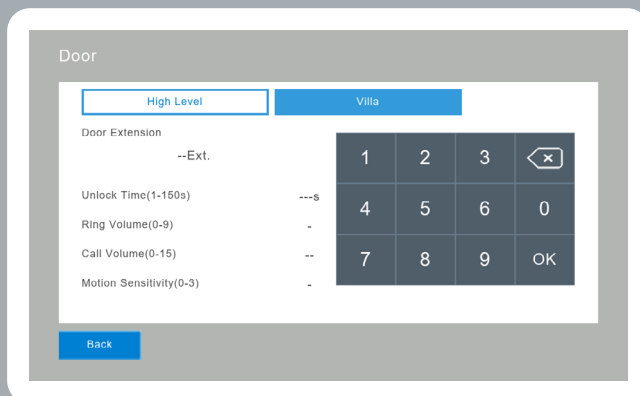 Door
High Level
Villa
Door Extension
--Ext.
Unlock Time(1-150s) ---s
Ring Volume(0-9) -
Call Volume(0-15) --
Motion Sensitivity(0-3) -
1 2 3
4 5 6 0
7 8 9 OK
Back